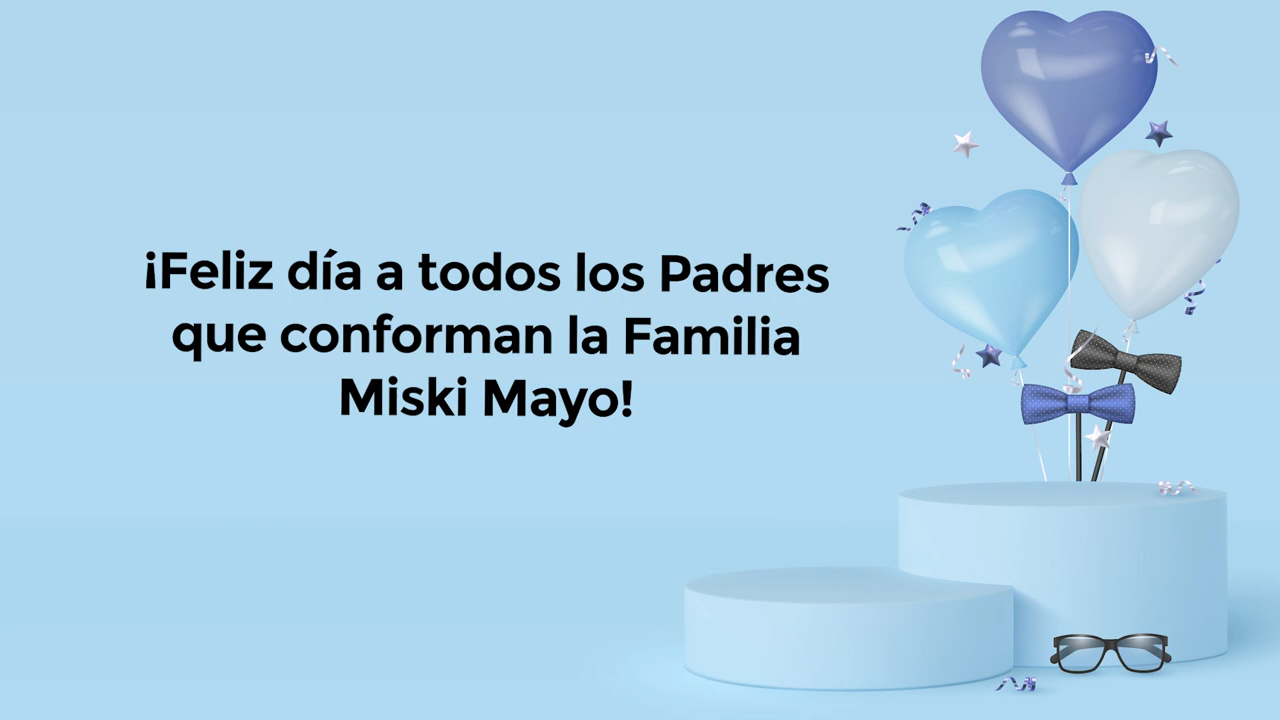 ¡Feliz día a todos los Padres
que conforman la Familia
Miski Mayo!